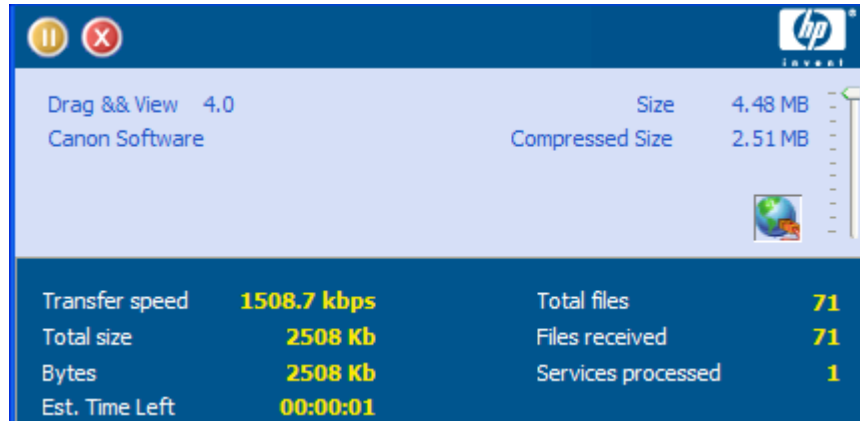 hp
invent
Drag && View 4.0 Size 4.48 MB
Canon Software Compressed Size 2.51 MB
Transfer speed 1508.7 kbps Total files 71
Total size 2508 Kb Files received 71
Bytes 2508 Kb Services processed 1
Est. Time Left 00:00:01